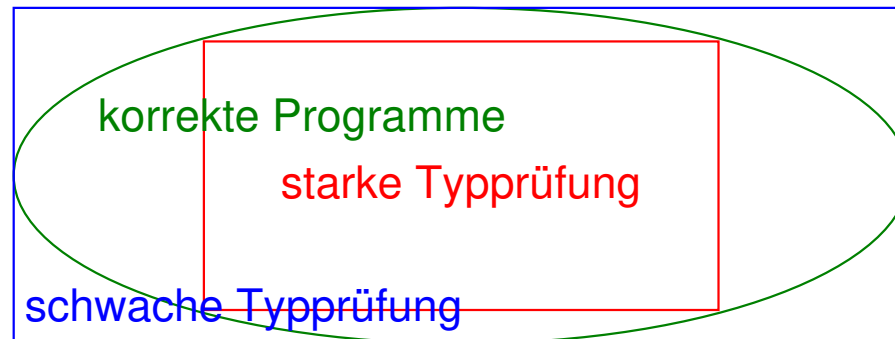 korrekte Programme
starke Typprüfung
schwache Typprüfung